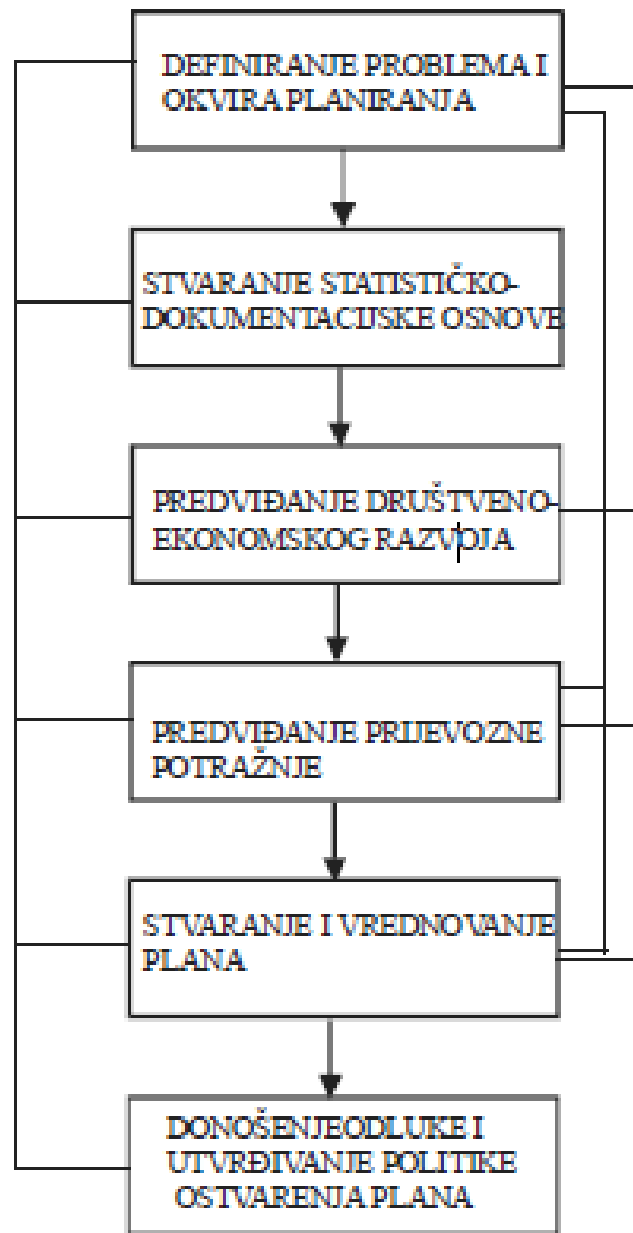 DEFINIRANJE PROBLEMA I
OKVIRA PLANIRANJA
STVARANJE STATISTIČKO-
DOKUMENTACIJSKE OSNOVE
PREDVIĐANJE DRUŠTVENO-
EKONOMSKOG RAZVOJA
PREDVIĐANJE PRIJEVOZNE
POTRAŽNJE
STVARANJE I VREDNOVANJE
PLANA
DONOŠENJEODLUKE I
UTVRĐIVANJE POLITIKE
OSTVARENJA PLANA